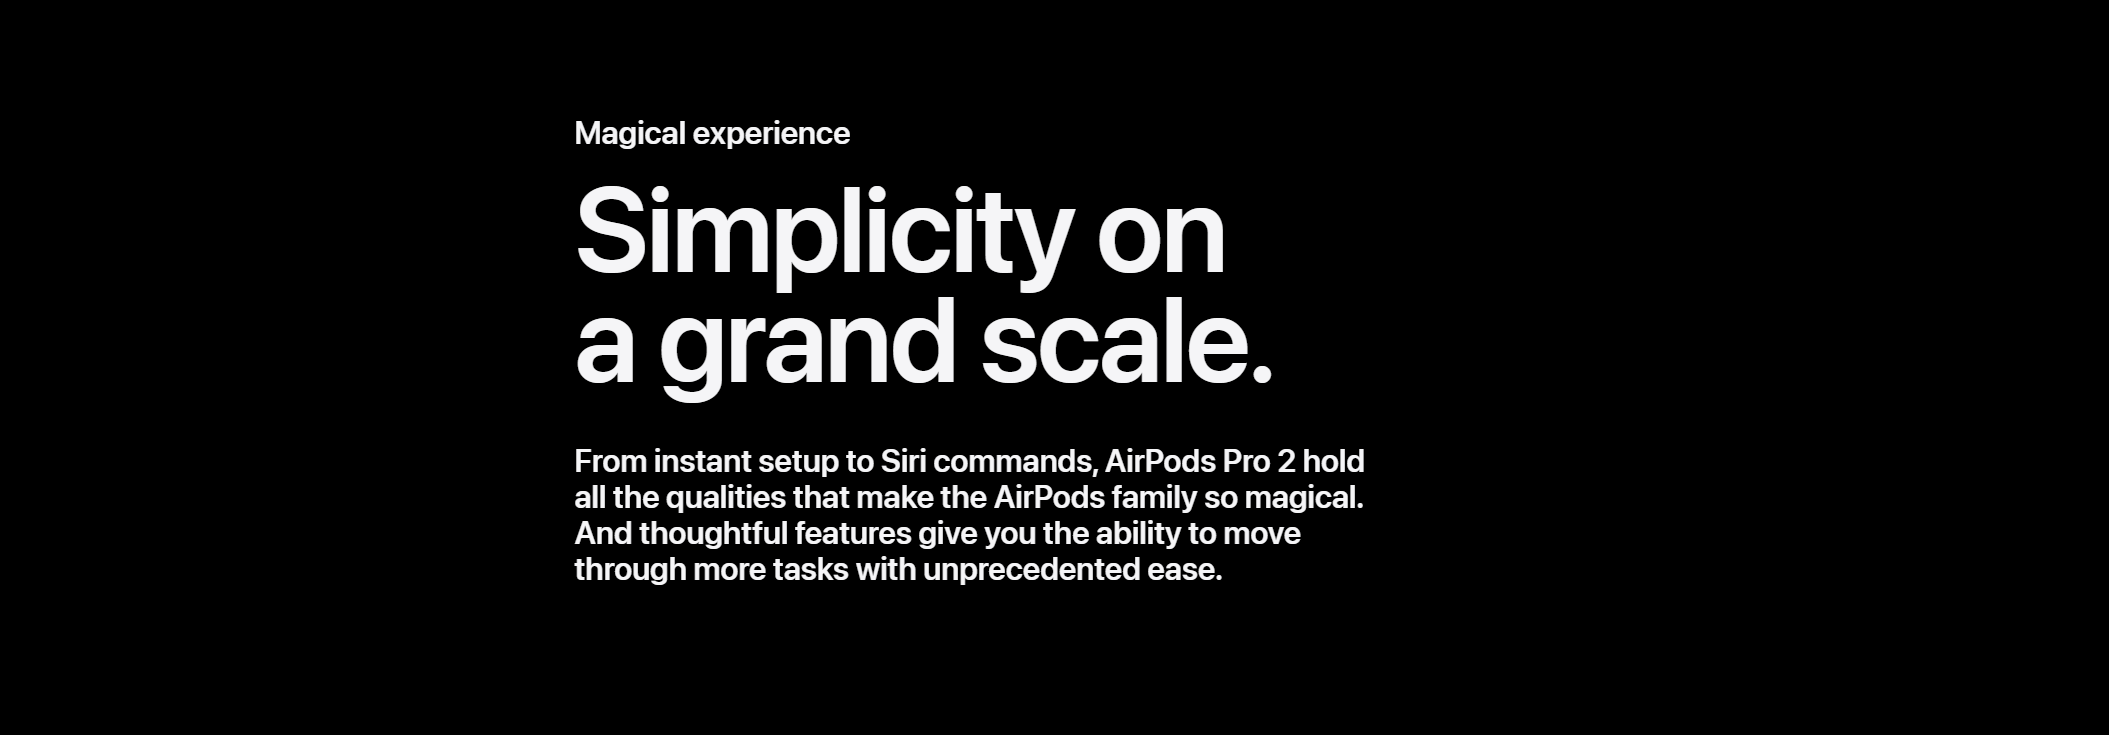 Magical experience
Simplicity on
a grand scale.
From instant setup to Siri commands, AirPods Pro 2 hold
all the qualities that make the AirPods family so magical.
And thoughtful features give you the ability to move
through more tasks with unprecedented ease.